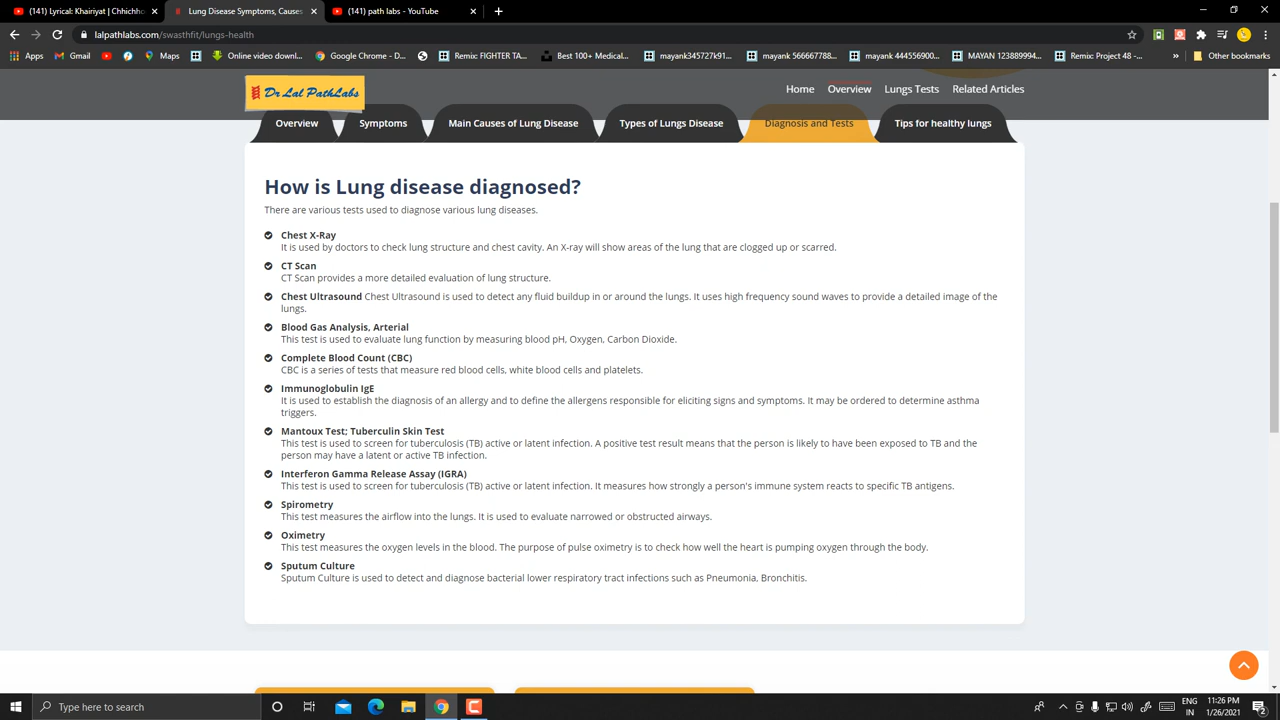 (141) Lyrical: Khairiyat | Chhichho
Lung Disease Symptoms, Causes
(141) path labs - YouTube
lalpathlabs.com/swasthfit/lungs-health
Apps
Gmail
YouTube
Maps
Online video downl...
Google Chrome - D...
Remix: FIGHTER TA...
Best 100+ Medical...
mayank345727k91...
mayank 566667788...
mayank 444556900...
MAYAN 123889994...
Remix: Project 48 -...
»
Other bookmarks
Dr Lal PathLabs
Home
Overview
Lungs Tests
Related Articles
Overview
Symptoms
Main Causes of Lung Disease
Types of Lungs Disease
Diagnosis and Tests
Tips for healthy lungs
How is Lung disease diagnosed?
There are various tests used to diagnose various lung diseases.
Chest X-Ray
It is used by doctors to check lung structure and chest cavity. An X-ray will show areas of the lung that are clogged up or scarred.
CT Scan
CT Scan provides a more detailed evaluation of lung structure.
Chest Ultrasound Chest Ultrasound is used to detect any fluid buildup in or around the lungs. It uses high frequency sound waves to provide a detailed image of the
lungs.
Blood Gas Analysis, Arterial
This test is used to evaluate lung function by measuring blood pH, Oxygen, Carbon Dioxide.
Complete Blood Count (CBC)
CBC is a series of tests that measure red blood cells, white blood cells and platelets.
Immunoglobulin IgE
It is used to establish the diagnosis of an allergy and to define the allergens responsible for eliciting signs and symptoms. It may be ordered to determine asthma
triggers.
Mantoux Test; Tuberculin Skin Test
This test is used to screen for tuberculosis (TB) active or latent infection. A positive test result means that the person is likely to have been exposed to TB and the
person may have a latent or active TB infection.
Interferon Gamma Release Assay (IGRA)
This test is used to screen for tuberculosis (TB) active or latent infection. It measures how strongly a person's immune system reacts to specific TB antigens.
Spirometry
This test measures the airflow into the lungs. It is used to evaluate narrowed or obstructed airways.
Oximetry
This test measures the oxygen levels in the blood. The purpose of pulse oximetry is to check how well the heart is pumping oxygen through the body.
Sputum Culture
Sputum Culture is used to detect and diagnose bacterial lower respiratory tract infections such as Pneumonia, Bronchitis.
Type here to search
ENG
IN
11:26 PM
1/26/2021
2